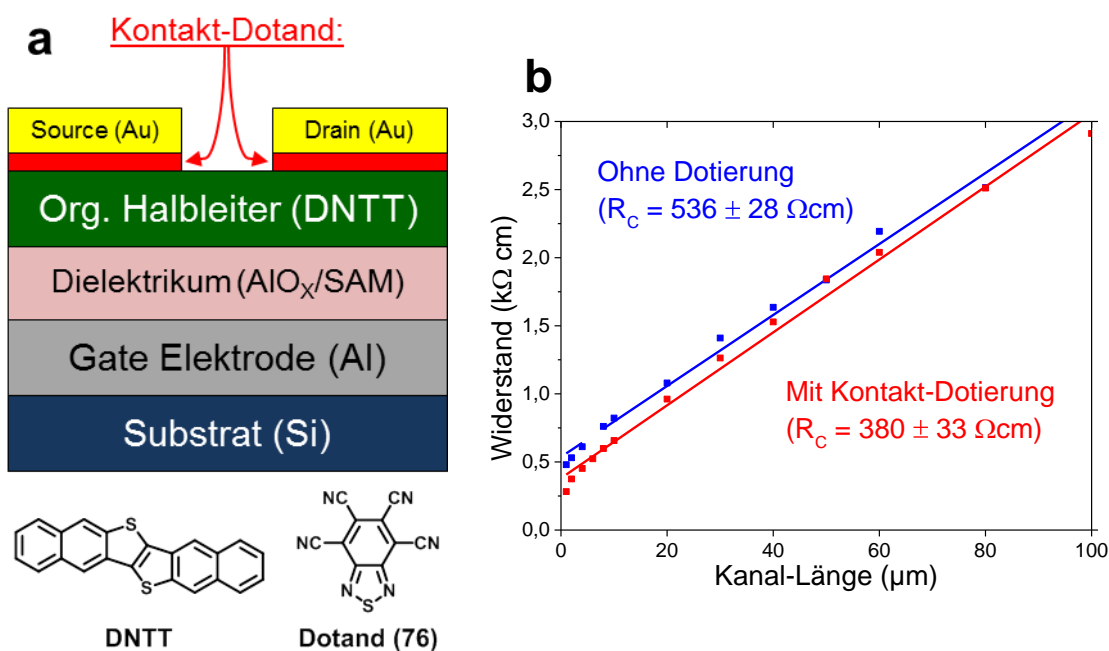 a
Kontakt-Dotand:
Source (Au)
Drain (Au)
Org. Halbleiter (DNTT)
Dielektrikum (AlOX/SAM)
Gate Elektrode (Al)
Substrat (Si)
S
S
DNTT
CN
CN
NC
CN
N
N
S
Dotand (76)
b
3,0
2,5
2,0
1,5
1,0
0,5
0,0
Widerstand (kΩ cm)
Ohne Dotierung
(RC = 536 ± 28 Ωcm)
Mit Kontakt-Dotierung
(RC = 380 ± 33 Ωcm)
0
20
40
60
80
100
Kanal-Länge (µm)